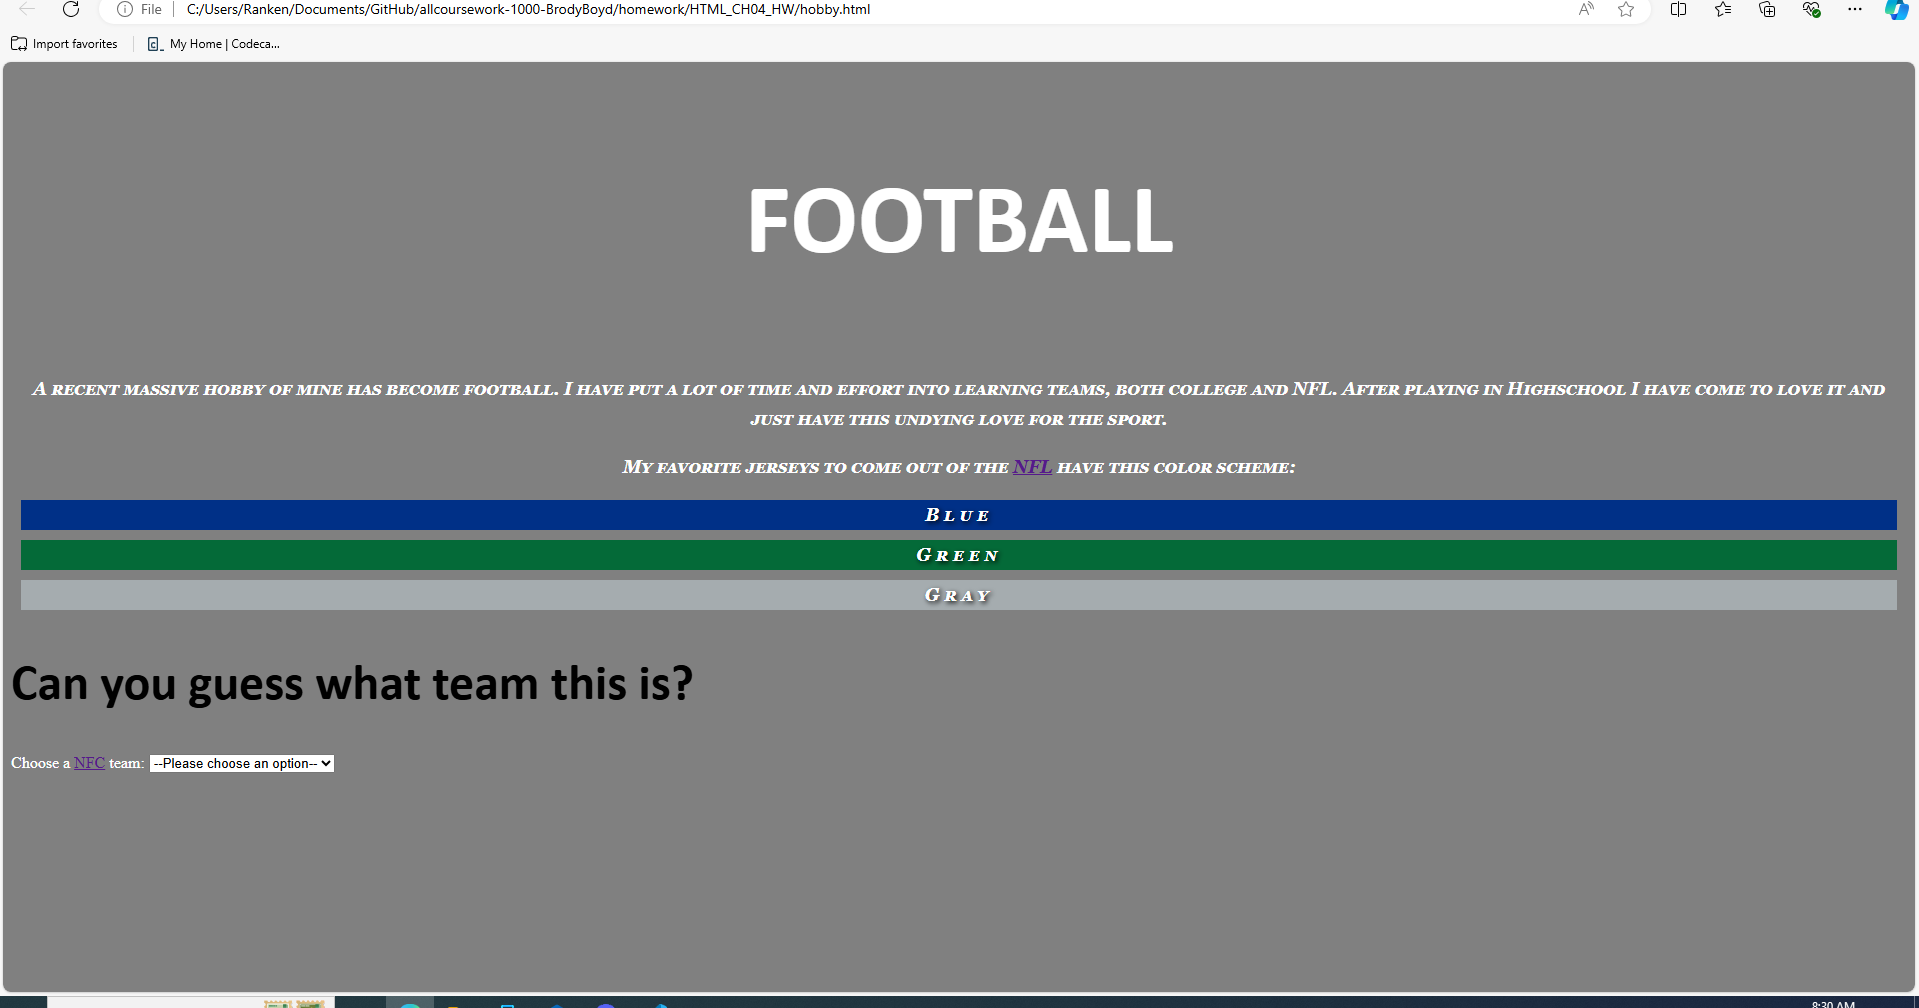 File
C:/Users/Ranken/Documents/GitHub/allcoursework-1000-BrodyBoyd/homework/HTML_CH04_HW/hobby.html
Import favorites
My Home | Codeca...
FOOTBALL
A recent massive hobby of mine has become football. I have put a lot of time and effort into learning teams, both college and NFL. After playing in Highschool I have come to love it and
just have this undying love for the sport.
My favorite jerseys to come out of the NFL have this color scheme:
Blue
Green
Gray
Can you guess what team this is?
Choose a NFC team: --Please choose an option--
8:30 AM